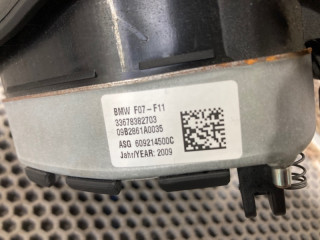 BMW F07-F11
33678382703
09B2861A0035
ASG 609214500C
Jahr/YEAR: 2009